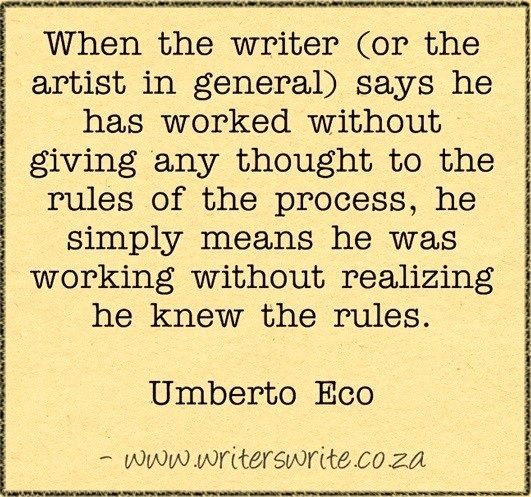 When the writer (or the
artist in general) says he
has worked without
giving any thought to the
rules of the process, he
simply means he was
working without realizing
he knew the rules.
Umberto Eco
- www.writerswrite.co.za